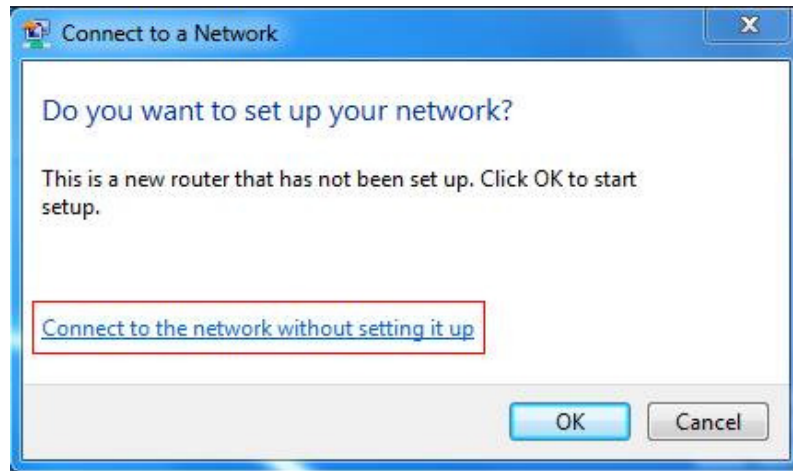 Connect to a Network
Do you want to set up your network?
This is a new router that has not been set up. Click OK to start
setup.
Connect to the network without setting it up
OK
Cancel